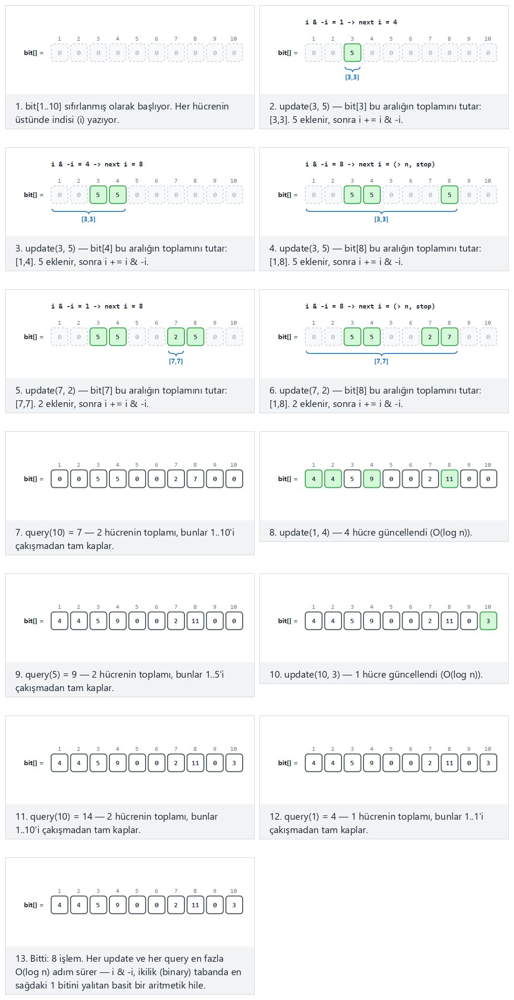 1 2 3 4 5 6 7 8 9 10
bit[] = 0 0 0 0 0 0 0 0 0 0
1. bit[1..10] sıfırlanmış olarak başlıyor. Her hücrenin
üstünde indisi (i) yazıyor.
i & -i = 1 -> next i = 4
1 2 3 4 5 6 7 8 9 10
bit[] = 0 0 5 0 0 0 0 0 0 0
[3,3]
2. update(3, 5) — bit[3] bu aralığın toplamını tutar:
[3,3]. 5 eklenir, sonra i += i & -i.
i & -i = 4 -> next i = 8
1 2 3 4 5 6 7 8 9 10
bit[] = 0 0 5 5 0 0 0 0 0 0
[3,3]
3. update(3, 5) — bit[4] bu aralığın toplamını tutar:
[1,4]. 5 eklenir, sonra i += i & -i.
i & -i = 8 -> next i = (> n, stop)
1 2 3 4 5 6 7 8 9 10
bit[] = 0 0 5 5 0 0 0 5 0 0
[3,3]
4. update(3, 5) — bit[8] bu aralığın toplamını tutar:
[1,8]. 5 eklenir, sonra i += i & -i.
i & -i = 1 -> next i = 8
1 2 3 4 5 6 7 8 9 10
bit[] = 0 0 5 5 0 0 2 5 0 0
[7,7]
5. update(7, 2) — bit[7] bu aralığın toplamını tutar:
[7,7]. 2 eklenir, sonra i += i & -i.
i & -i = 8 -> next i = (> n, stop)
1 2 3 4 5 6 7 8 9 10
bit[] = 0 0 5 5 0 0 2 7 0 0
[7,7]
6. update(7, 2) — bit[8] bu aralığın toplamını tutar:
[1,8]. 2 eklenir, sonra i += i & -i.
1 2 3 4 5 6 7 8 9 10
bit[] = 0 0 5 5 0 0 2 7 0 0
7. query(10) = 7 — 2 hücrenin toplamı, bunlar 1..10'i
çakışmadan tam kaplar.
1 2 3 4 5 6 7 8 9 10
bit[] = 4 4 5 9 0 0 2 11 0 0
8. update(1, 4) — 4 hücre güncellendi (O(log n)).
1 2 3 4 5 6 7 8 9 10
bit[] = 4 4 5 9 0 0 2 11 0 0
9. query(5) = 9 — 2 hücrenin toplamı, bunlar 1..5'i
çakışmadan tam kaplar.
1 2 3 4 5 6 7 8 9 10
bit[] = 4 4 5 9 0 0 2 11 0 3
10. update(10, 3) — 1 hücre güncellendi (O(log n)).
1 2 3 4 5 6 7 8 9 10
bit[] = 4 4 5 9 0 0 2 11 0 3
11. query(10) = 14 — 2 hücrenin toplamı, bunlar
1..10'i çakışmadan tam kaplar.
1 2 3 4 5 6 7 8 9 10
bit[] = 4 4 5 9 0 0 2 11 0 3
12. query(1) = 4 — 1 hücrenin toplamı, bunlar 1..1'i
çakışmadan tam kaplar.
1 2 3 4 5 6 7 8 9 10
bit[] = 4 4 5 9 0 0 2 11 0 3
13. Bitti: 8 işlem. Her update ve her query en fazla
O(log n) adım sürer — i & -i, ikilik (binary) tabanda en
sağdaki 1 bitini yalıtan basit bir aritmetik hile.